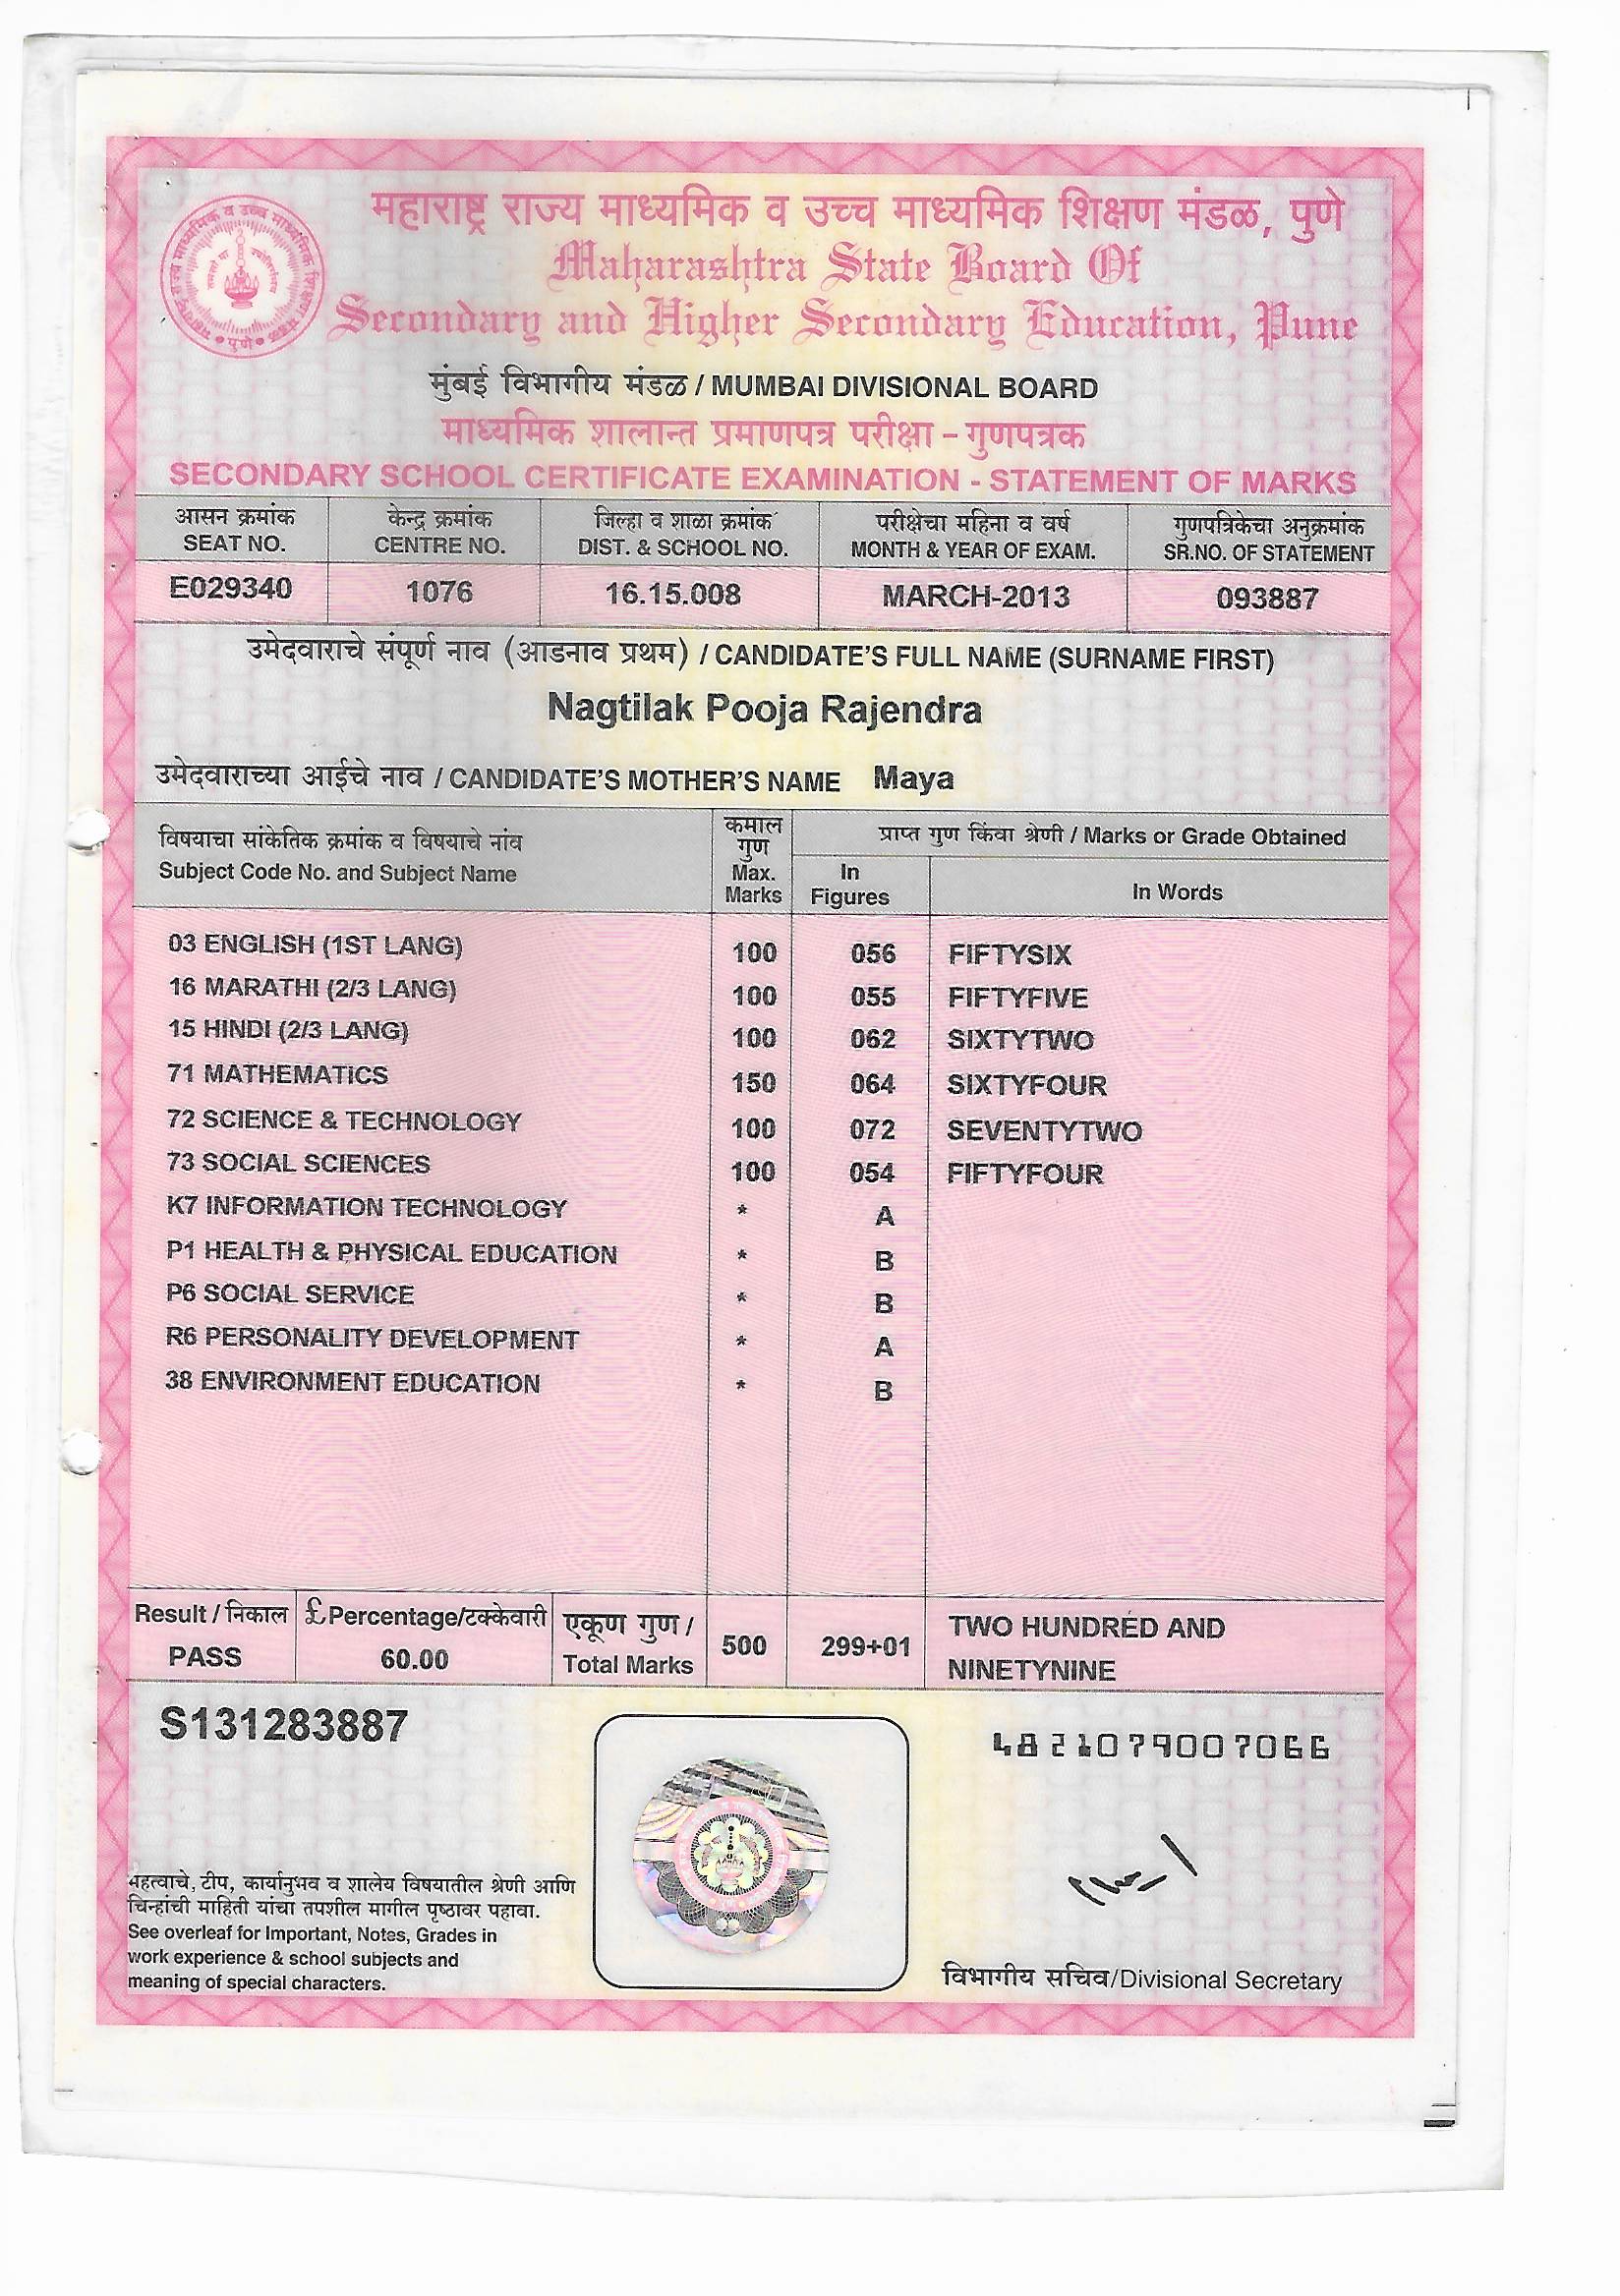 महाराष्ट्र राज्य माध्यमिक व उच्च माध्यमिक शिक्षण मंडळ, पुणे
Maharashtra State Board Of
Secondary and Higher Secondary Education, Pune
मुंबई विभागीय मंडळ / MUMBAI DIVISIONAL BOARD
माध्यमिक शालान्त प्रमाणपत्र परीक्षा – गुणपत्रक
SECONDARY SCHOOL CERTIFICATE EXAMINATION - STATEMENT OF MARKS
आसन क्रमांक केन्द्र क्रमांक जिल्हा व शाळा क्रमांक परीक्षेचा महिना व वर्ष गुणपत्रिकेचा अनुक्रमांक
SEAT NO. CENTRE NO. DIST. & SCHOOL NO. MONTH & YEAR OF EXAM. SR.NO. OF STATEMENT
E029340 1076 16.15.008 MARCH-2013 093887
उमेदवाराचे संपूर्ण नाव (आडनाव प्रथम) / CANDIDATE'S FULL NAME (SURNAME FIRST)
Nagtilak Pooja Rajendra
उमेदवाराच्या आईचे नाव / CANDIDATE'S MOTHER'S NAME Maya
विषयाचा सांकेतिक क्रमांक व विषयाचे नांव
Subject Code No. and Subject Name
कमाल
गुण
Max.
Marks
प्राप्त गुण किंवा श्रेणी / Marks or Grade Obtained
In
Figures
In Words
03 ENGLISH (1ST LANG) 100 056 FIFTYSIX
16 MARATHI (2/3 LANG) 100 055 FIFTYFIVE
15 HINDI (2/3 LANG) 100 062 SIXTYTWO
71 MATHEMATICS 150 064 SIXTYFOUR
72 SCIENCE & TECHNOLOGY 100 072 SEVENTYTWO
73 SOCIAL SCIENCES 100 054 FIFTYFOUR
K7 INFORMATION TECHNOLOGY * A
P1 HEALTH & PHYSICAL EDUCATION * B
P6 SOCIAL SERVICE * B
R6 PERSONALITY DEVELOPMENT * A
38 ENVIRONMENT EDUCATION * B
Result / निकाल £ Percentage/टक्केवारी एकूण गुण / 500 299+01 TWO HUNDRED AND
PASS 60.00 Total Marks NINETYNINE
S131283887
4821079007066
महत्वाचे, टीप, कार्यानुभव व शालेय विषयातील श्रेणी आणि
चिन्हांची माहिती यांचा तपशील मागील पृष्ठावर पहावा.
See overleaf for Important, Notes, Grades in
work experience & school subjects and
meaning of special characters.
विभागीय सचिव/Divisional Secretary